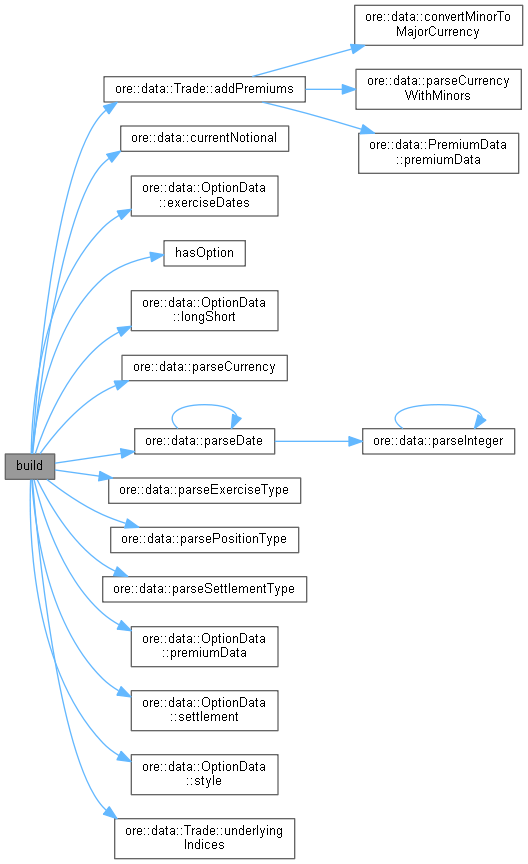 build
ore::data::Trade::addPremiums
ore::data::convertMinorTo
MajorCurrency
ore::data::parseCurrency
WithMinors
ore::data::PremiumData
::premiumData
ore::data::currentNotional
ore::data::OptionData
::exerciseDates
hasOption
ore::data::OptionData
::longShort
ore::data::parseCurrency
ore::data::parseDate
ore::data::parseInteger
ore::data::parseExerciseType
ore::data::parsePositionType
ore::data::parseSettlementType
ore::data::OptionData
::premiumData
ore::data::OptionData
::settlement
ore::data::OptionData
::style
ore::data::Trade::underlying
Indices